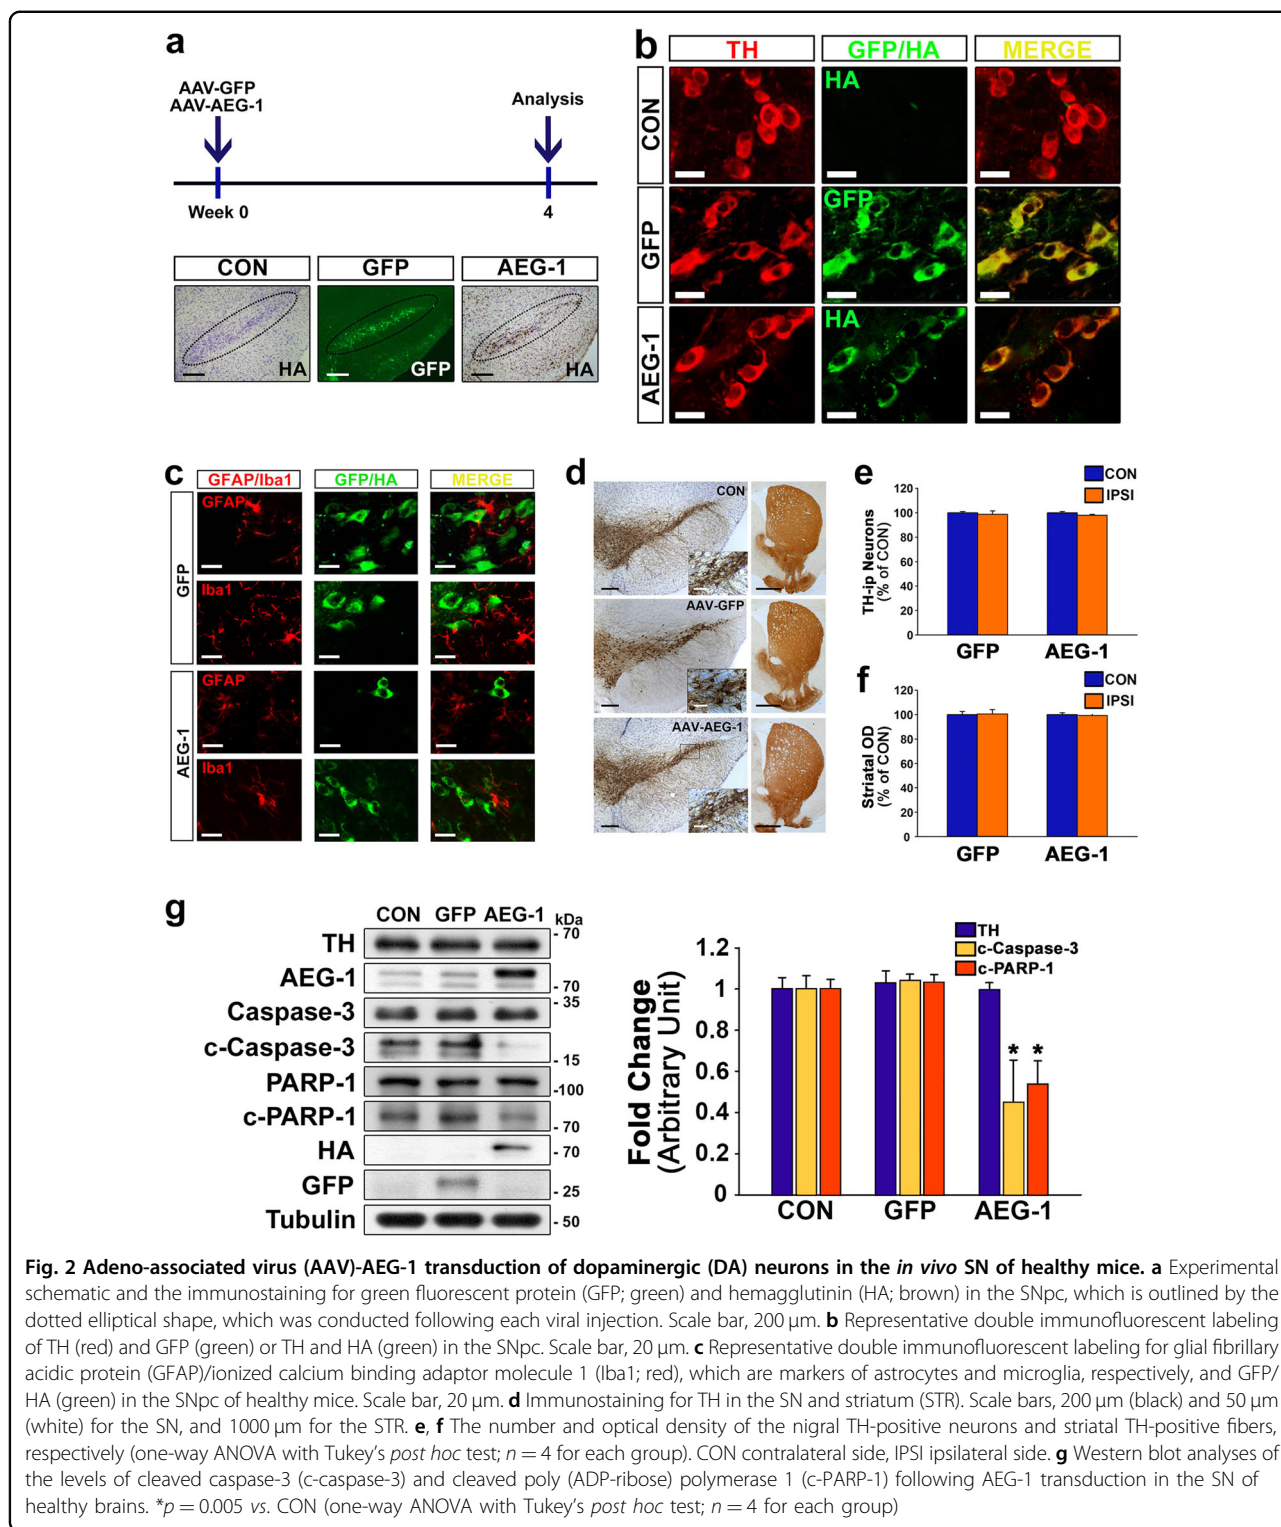 a
AAV-GFP
AAV-AEG-1
Analysis
Week 0
4
CON
GFP
AEG-1
HA
GFP
HA
b
TH
GFP/HA
MERGE
CON
HA
GFP
GFP
AEG-1
HA
c
GFAP/Iba1
GFP/HA
MERGE
GFP
GFAP
Iba1
AEG-1
GFAP
Iba1
d
CON
AAV-GFP
AAV-AEG-1
e
CON
IPSI
TH-ip Neurons
(% of CON)
120
100
80
60
40
20
0
GFP
AEG-1
f
CON
IPSI
Striatal OD
(% of CON)
120
100
80
60
40
20
0
GFP
AEG-1
g
CON GFP AEG-1 kDa
TH
- 70
AEG-1
- 70
Caspase-3
- 35
c-Caspase-3
- 15
PARP-1
-100
c-PARP-1
- 70
HA
- 70
GFP
- 25
Tubulin
- 50
TH
c-Caspase-3
c-PARP-1
Fold Change
(Arbitrary Unit)
1.2
1
0.8
0.6
0.4
0.2
0
* *
CON
GFP
AEG-1
Fig. 2 Adeno-associated virus (AAV)-AEG-1 transduction of dopaminergic (DA) neurons in the in vivo SN of healthy mice. a Experimental
schematic and the immunostaining for green fluorescent protein (GFP; green) and hemagglutinin (HA; brown) in the SNpc, which is outlined by the
dotted elliptical shape, which was conducted following each viral injection. Scale bar, 200 μm. b Representative double immunofluorescent labeling
of TH (red) and GFP (green) or TH and HA (green) in the SNpc. Scale bar, 20 μm. c Representative double immunofluorescent labeling for glial fibrillary
acidic protein (GFAP)/ionized calcium binding adaptor molecule 1 (Iba1; red), which are markers of astrocytes and microglia, respectively, and GFP/
HA (green) in the SNpc of healthy mice. Scale bar, 20 μm. d Immunostaining for TH in the SN and striatum (STR). Scale bars, 200 μm (black) and 50 μm
(white) for the SN, and 1000 μm for the STR. e, f The number and optical density of the nigral TH-positive neurons and striatal TH-positive fibers,
respectively (one-way ANOVA with Tukey's post hoc test; n = 4 for each group). CON contralateral side, IPSI ipsilateral side. g Western blot analyses of
the levels of cleaved caspase-3 (c-caspase-3) and cleaved poly (ADP-ribose) polymerase 1 (c-PARP-1) following AEG-1 transduction in the SN of
healthy brains. *p = 0.005 vs. CON (one-way ANOVA with Tukey's post hoc test; n = 4 for each group)